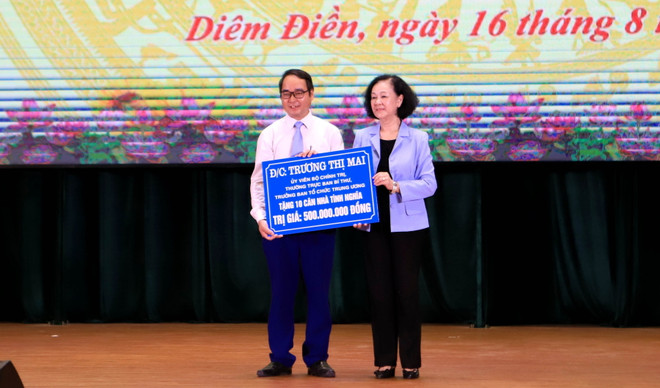 Diêm Điền, ngày 16 tháng 8
Đ/C: TRƯƠNG THỊ MAI
ỦY VIÊN BỘ CHÍNH TRỊ,
THƯỜNG TRỰC BAN BÍ THƯ,
TRƯỞNG BAN TỔ CHỨC TRUNG ƯƠNG
TẶNG 10 CĂN NHÀ TÌNH NGHĨA
TRỊ GIÁ: 500.000.000 ĐỒNG